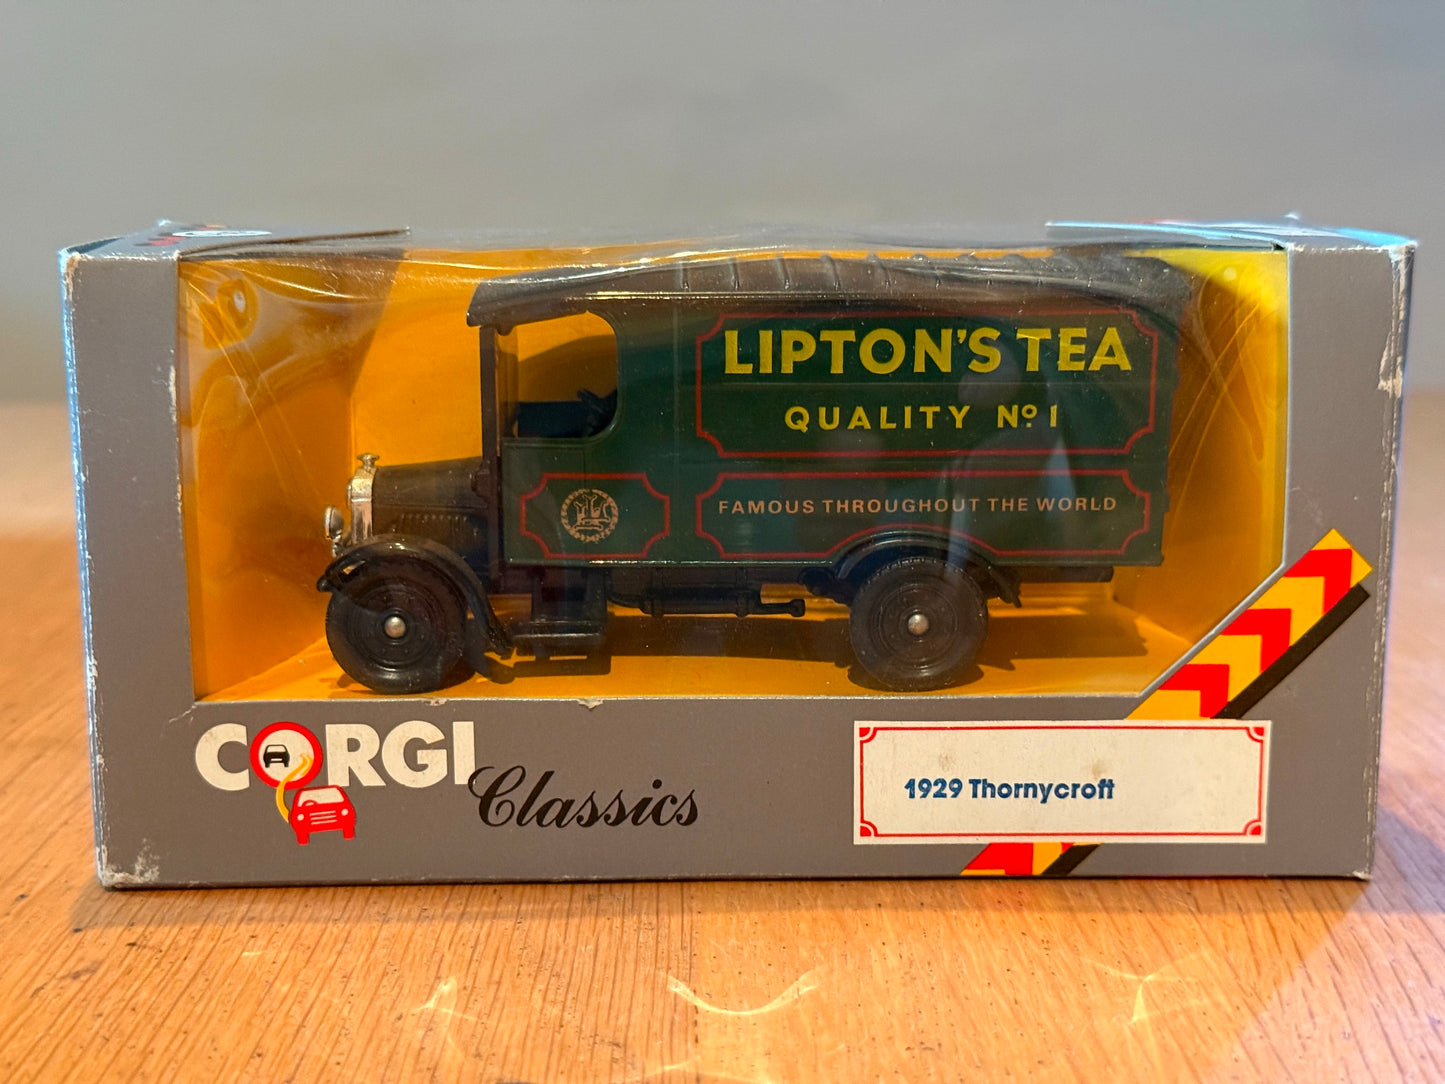 LIPTON'S TEA
QUALITY Nº 1
FAMOUS THROUGHOUT THE WORLD
CORGI
Classics
1929 Thornycroft